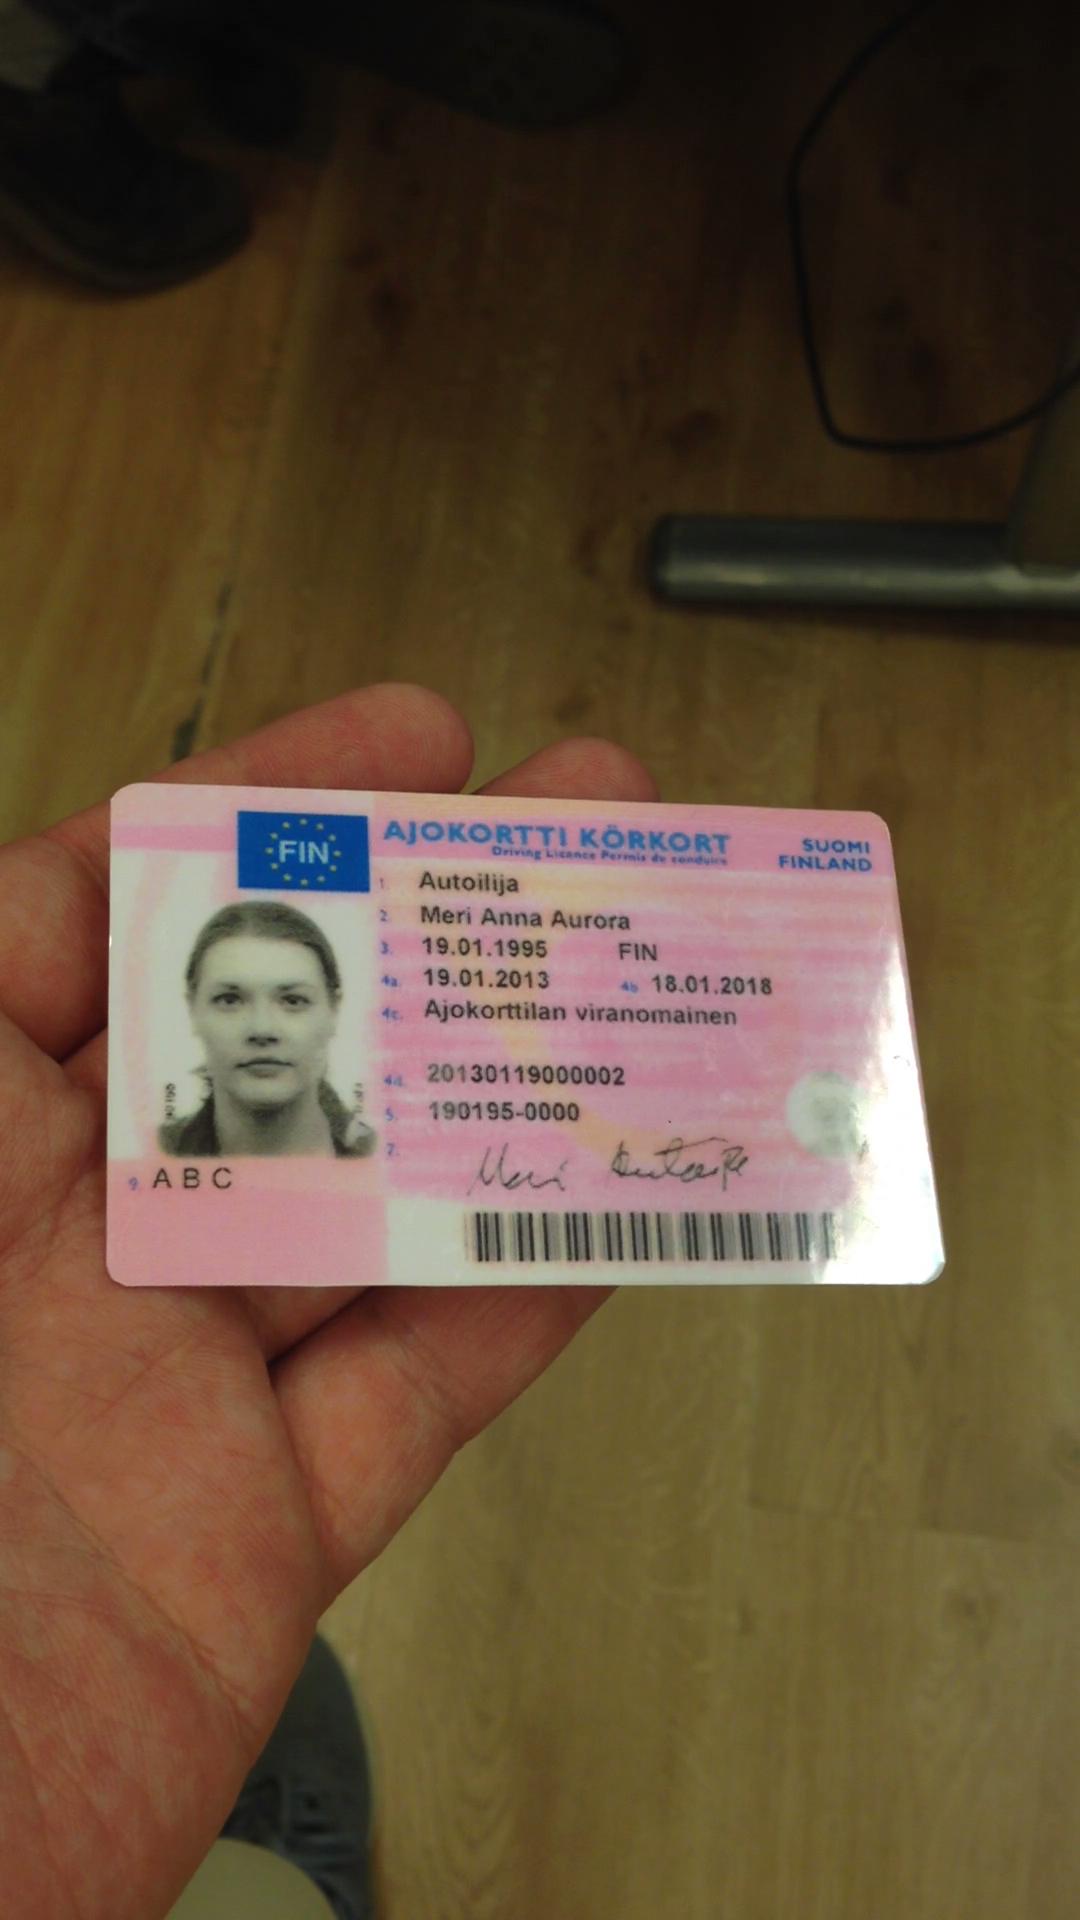 FIN
AJOKORTTI KÖRKORT
SUOMI
Driving Licence Permis de conduire
FINLAND
1. Autoilija
2. Meri Anna Aurora
3. 19.01.1995 FIN
4a. 19.01.2013 4b 18.01.2018
4c. Ajokorttilan viranomainen
4d. 20130119000002
5. 190195-0000
7. Meri Autoilija
9. A B C